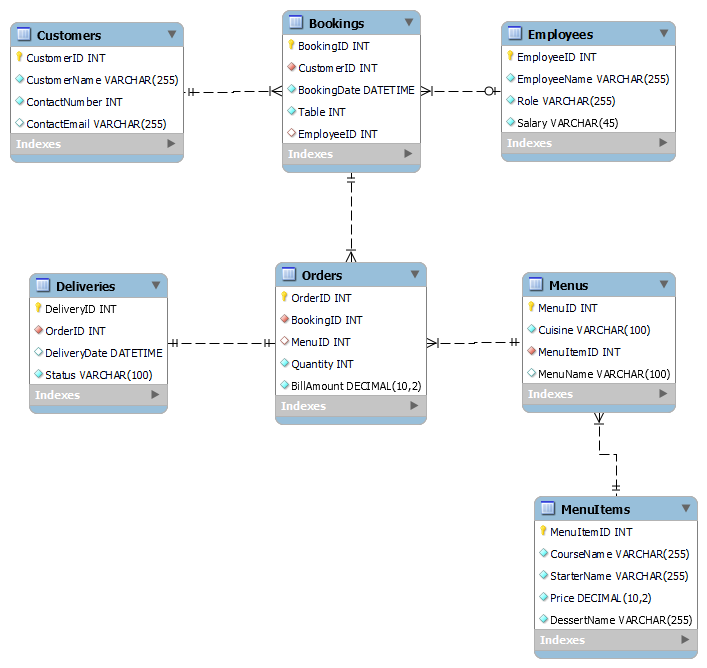 Customers
CustomerID INT
CustomerName VARCHAR(255)
ContactNumber INT
ContactEmail VARCHAR(255)
Indexes
Bookings
BookingID INT
CustomerID INT
BookingDate DATETIME
Table INT
EmployeeID INT
Indexes
Employees
EmployeeID INT
EmployeeName VARCHAR(255)
Role VARCHAR(255)
Salary VARCHAR(45)
Indexes
Deliveries
DeliveryID INT
OrderID INT
DeliveryDate DATETIME
Status VARCHAR(100)
Indexes
Orders
OrderID INT
BookingID INT
MenuID INT
Quantity INT
BillAmount DECIMAL(10,2)
Indexes
Menus
MenuID INT
Cuisine VARCHAR(100)
MenuItemID INT
MenuName VARCHAR(100)
Indexes
MenuItems
MenuItemID INT
CourseName VARCHAR(255)
StarterName VARCHAR(255)
Price DECIMAL(10,2)
DessertName VARCHAR(255)
Indexes